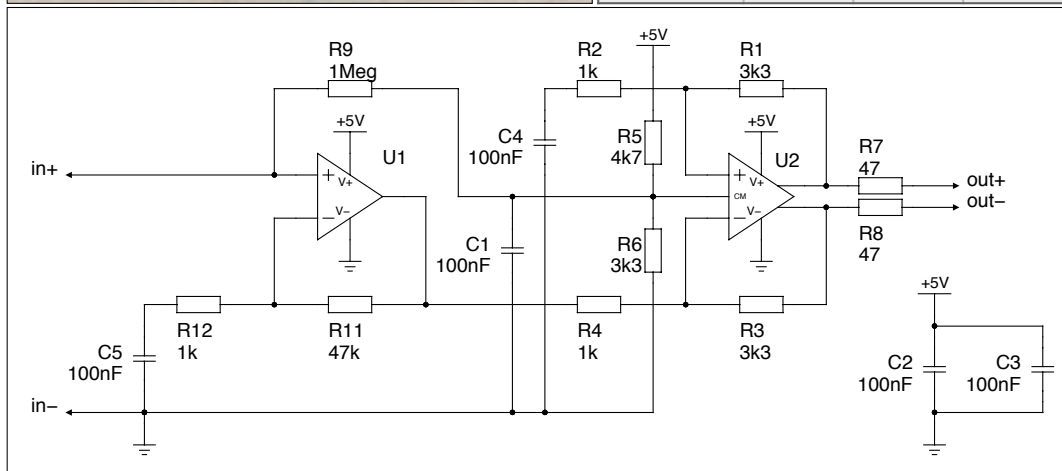 R9
1Meg
R2
1k
+5V
R1
3k3
+5V
U1
C4
100nF
R5
4k7
+5V
U2
R7
47
in+
+
V+
V−
−
+
V+
CM
V−
−
out+
out−
C1
100nF
R6
3k3
R8
47
R12
1k
R11
47k
R4
1k
R3
3k3
+5V
C5
100nF
C2
100nF
C3
100nF
in−